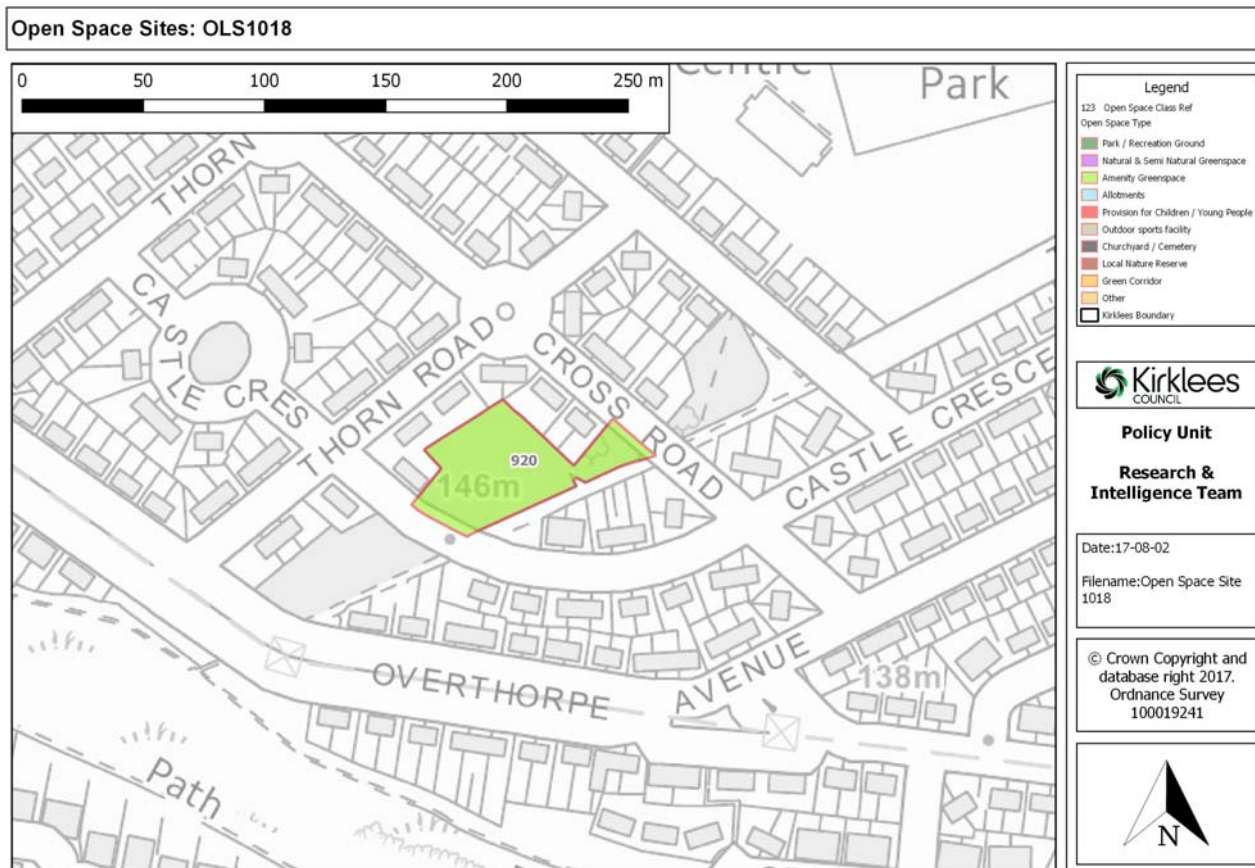 Open Space Sites: OLS1018
0 50 100 150 200 250 m
Centre
Park
THORN
CASTLE CRES
THORN ROAD
CROSS ROAD
920
146m
CASTLE CRESCE
OVERTHORPE AVENUE
138m
Path
Legend
123 Open Space Class Ref
Open Space Type
Park / Recreation Ground
Natural & Semi Natural Greenspace
Amenity Greenspace
Allotments
Provision for Children / Young People
Outdoor sports facility
Churchyard / Cemetery
Local Nature Reserve
Green Corridor
Other
Kirklees Boundary
Kirklees
COUNCIL
Policy Unit
Research &
Intelligence Team
Date:17-08-02
Filename:Open Space Site
1018
© Crown Copyright and
database right 2017.
Ordnance Survey
100019241
N